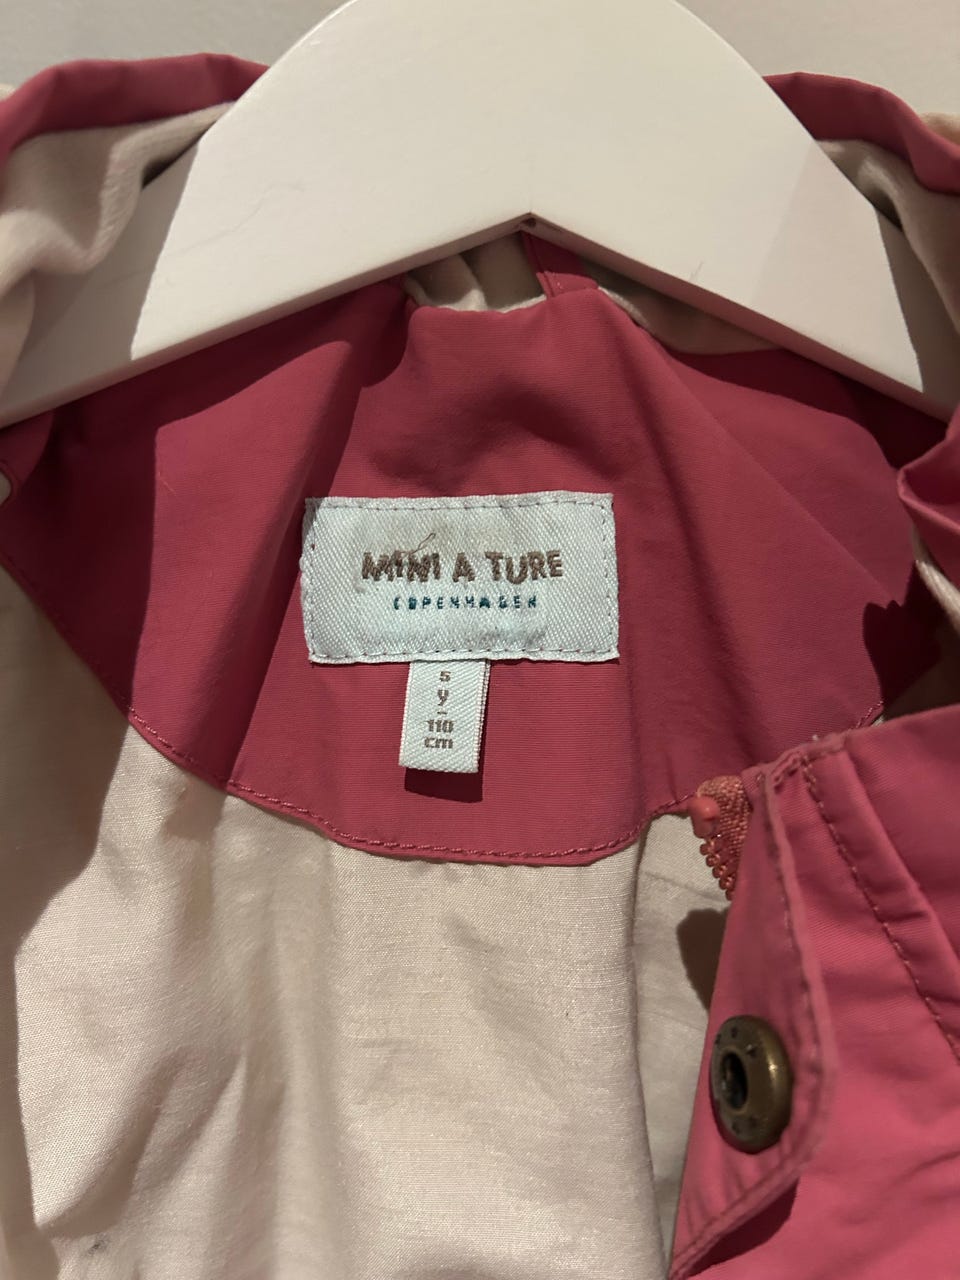 MINI A TURE
COPENHAGEN
5
y
-
110
cm